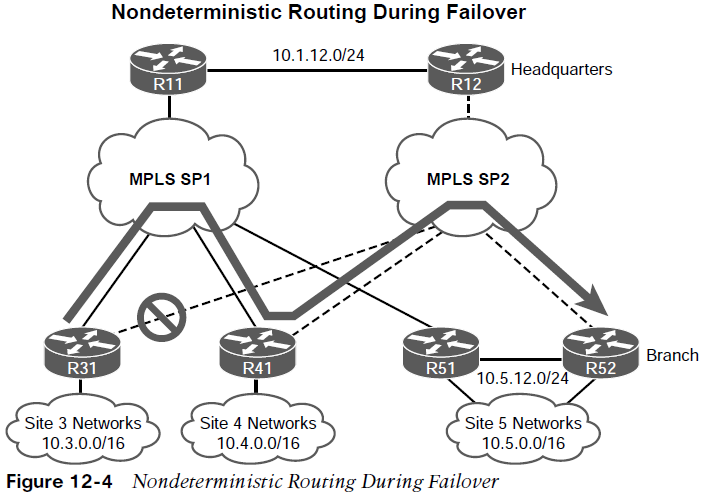 Nondeterministic Routing During Failover
10.1.12.0/24
R11
R12
Headquarters
MPLS SP1
MPLS SP2
R31
R41
R51
R52
Branch
10.5.12.0/24
Site 3 Networks
10.3.0.0/16
Site 4 Networks
10.4.0.0/16
Site 5 Networks
10.5.0.0/16
Figure 12-4 Nondeterministic Routing During Failover